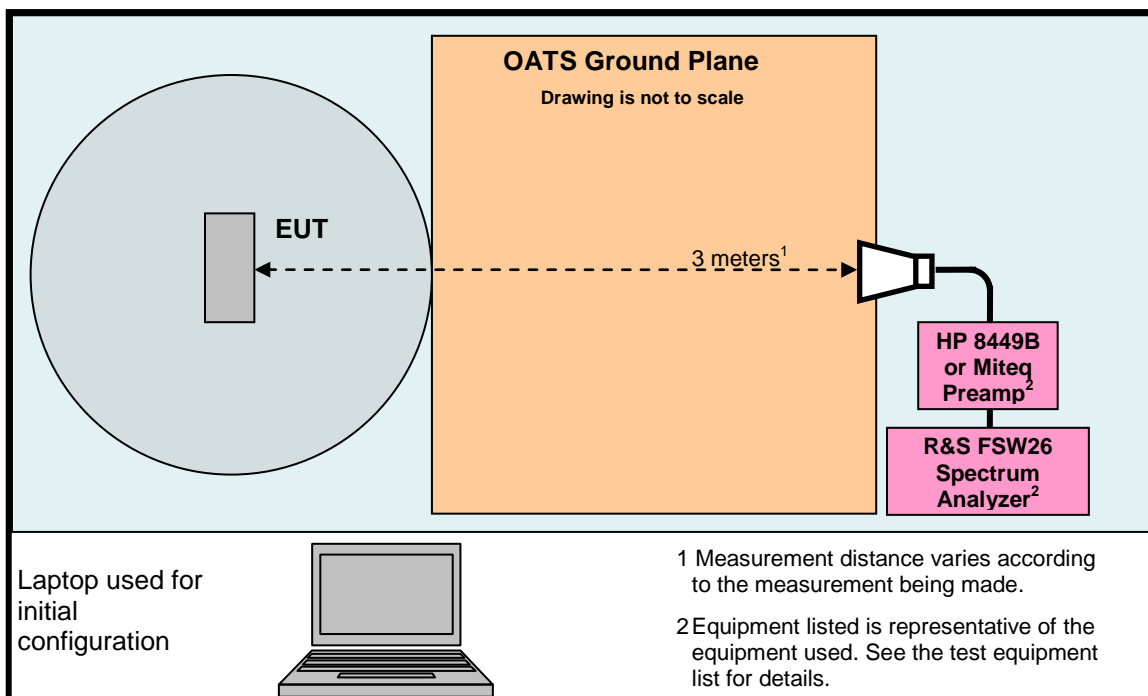 OATS Ground Plane
Drawing is not to scale
EUT
3 meters1
HP 8449B
or Miteq
Preamp2
R&S FSW26
Spectrum
Analyzer2
Laptop used for
initial
configuration
1 Measurement distance varies according
to the measurement being made.
2 Equipment listed is representative of the
equipment used. See the test equipment
list for details.